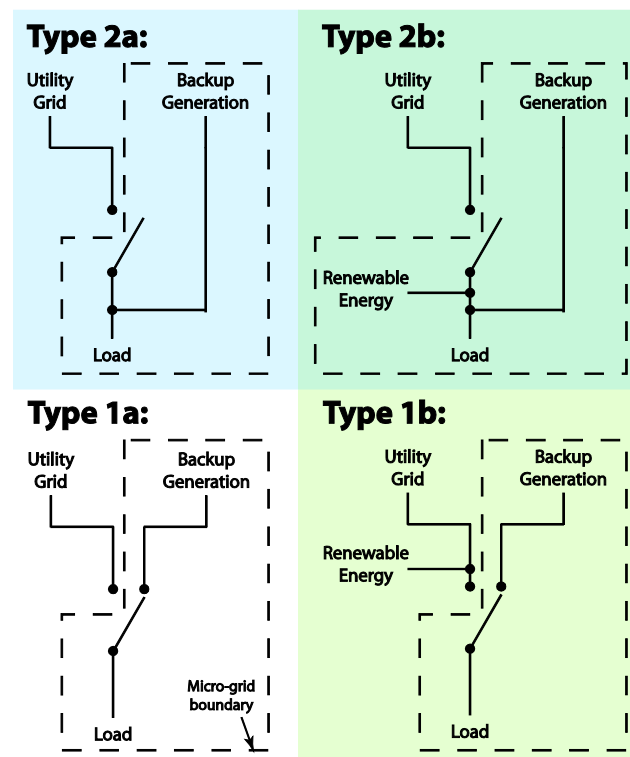 Type 2a:
Utility
Grid
Backup
Generation
Load
Type 2b:
Utility
Grid
Backup
Generation
Renewable
Energy
Load
Type 1a:
Utility
Grid
Backup
Generation
Micro-grid
boundary
Load
Type 1b:
Utility
Grid
Backup
Generation
Renewable
Energy
Load